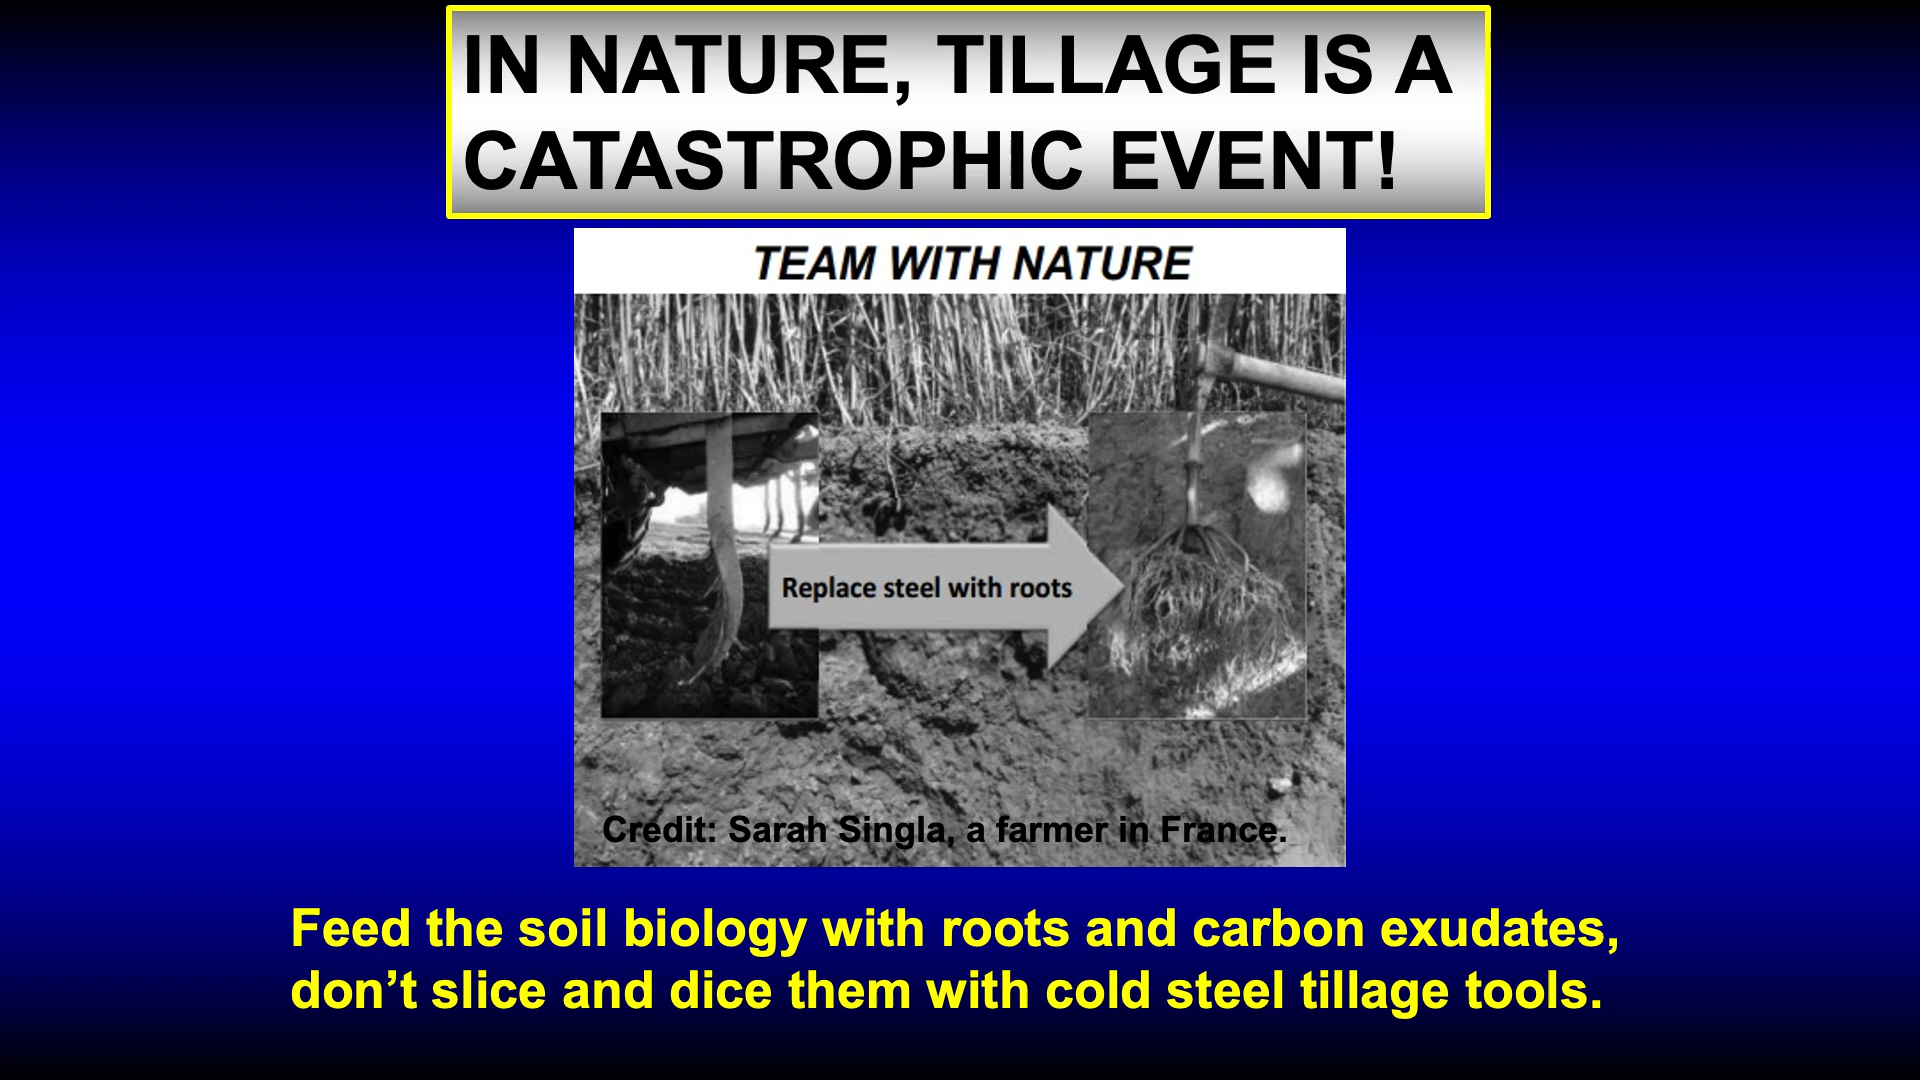 IN NATURE, TILLAGE IS A
CATASTROPHIC EVENT!
TEAM WITH NATURE
Replace steel with roots
Credit: Sarah Singla, a farmer in France.
Feed the soil biology with roots and carbon exudates,
don’t slice and dice them with cold steel tillage tools.